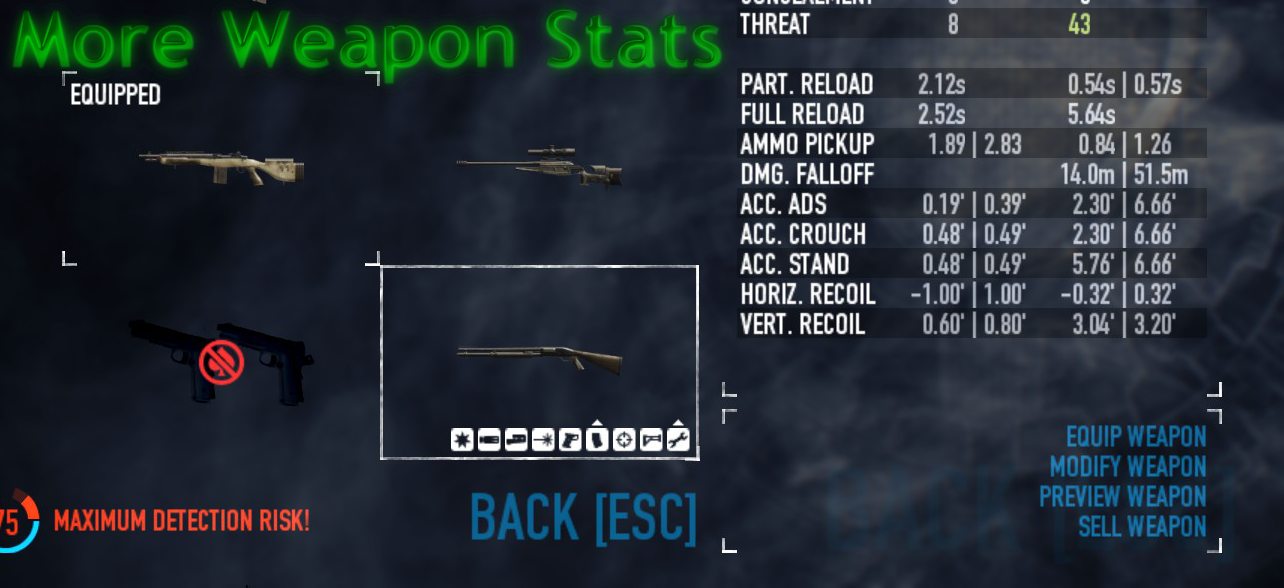 More Weapon Stats
EQUIPPED
THREAT 8 43
PART. RELOAD 2.12s 0.54s | 0.57s
FULL RELOAD 2.52s 5.64s
AMMO PICKUP 1.89 | 2.83 0.84 | 1.26
DMG. FALLOFF 14.0m | 51.5m
ACC. ADS 0.19' | 0.39' 2.30' | 6.66'
ACC. CROUCH 0.48' | 0.49' 2.30' | 6.66'
ACC. STAND 0.48' | 0.49' 5.76' | 6.66'
HORIZ. RECOIL -1.00' | 1.00' -0.32' | 0.32'
VERT. RECOIL 0.60' | 0.80' 3.04' | 3.20'
EQUIP WEAPON
MODIFY WEAPON
PREVIEW WEAPON
SELL WEAPON
75 MAXIMUM DETECTION RISK!
BACK [ESC]